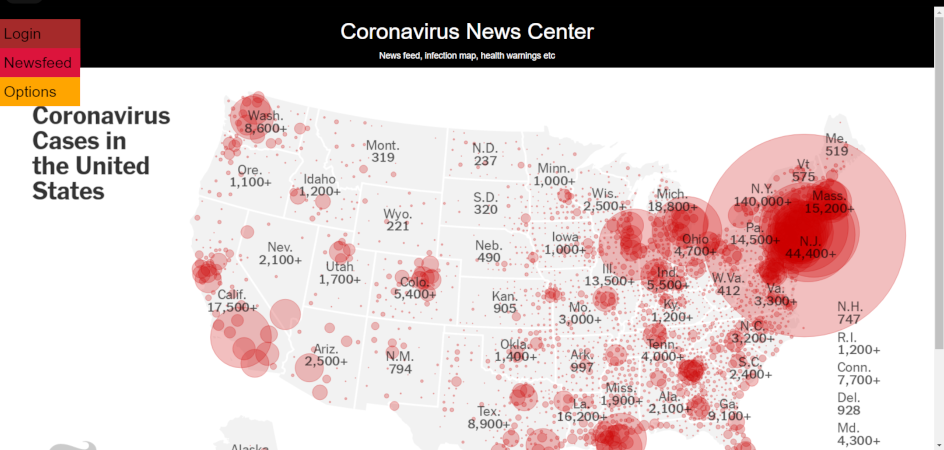 Coronavirus News Center
News feed, infection map, health warnings etc
Login
Newsfeed
Options
Coronavirus
Cases in
the United
States
Wash.
8,600+
Ore.
1,100+
Idaho
1,200+
Mont.
319
N.D.
237
Minn.
1,000+
Wis.
2,500+
Mich.
18,800+
N.Y.
140,000+
Vt
575
Me.
519
Mass.
15,200+
S.D.
320
Wyo.
221
Nev.
2,100+
Utah
1,700+
Colo.
5,400+
Neb.
490
Iowa
1,000+
Ill.
13,500+
Ind.
5,500+
Ohio
4,700+
Pa.
14,500+
N.J.
44,400+
W.Va.
412
Va.
3,300+
Calif.
17,500+
Ariz.
2,500+
N.M.
794
Kan.
905
Mo.
3,000+
Ky.
1,200+
N.C.
3,200+
Okla.
1,400+
Ark.
997
Tenn.
4,000+
S.C.
2,400+
Tex.
8,900+
La.
16,200+
Miss.
1,900+
Ala.
2,100+
Ga.
9,100+
N.H.
747
R.I.
1,200+
Conn.
7,700+
Del.
928
Md.
4,300+
Alaska